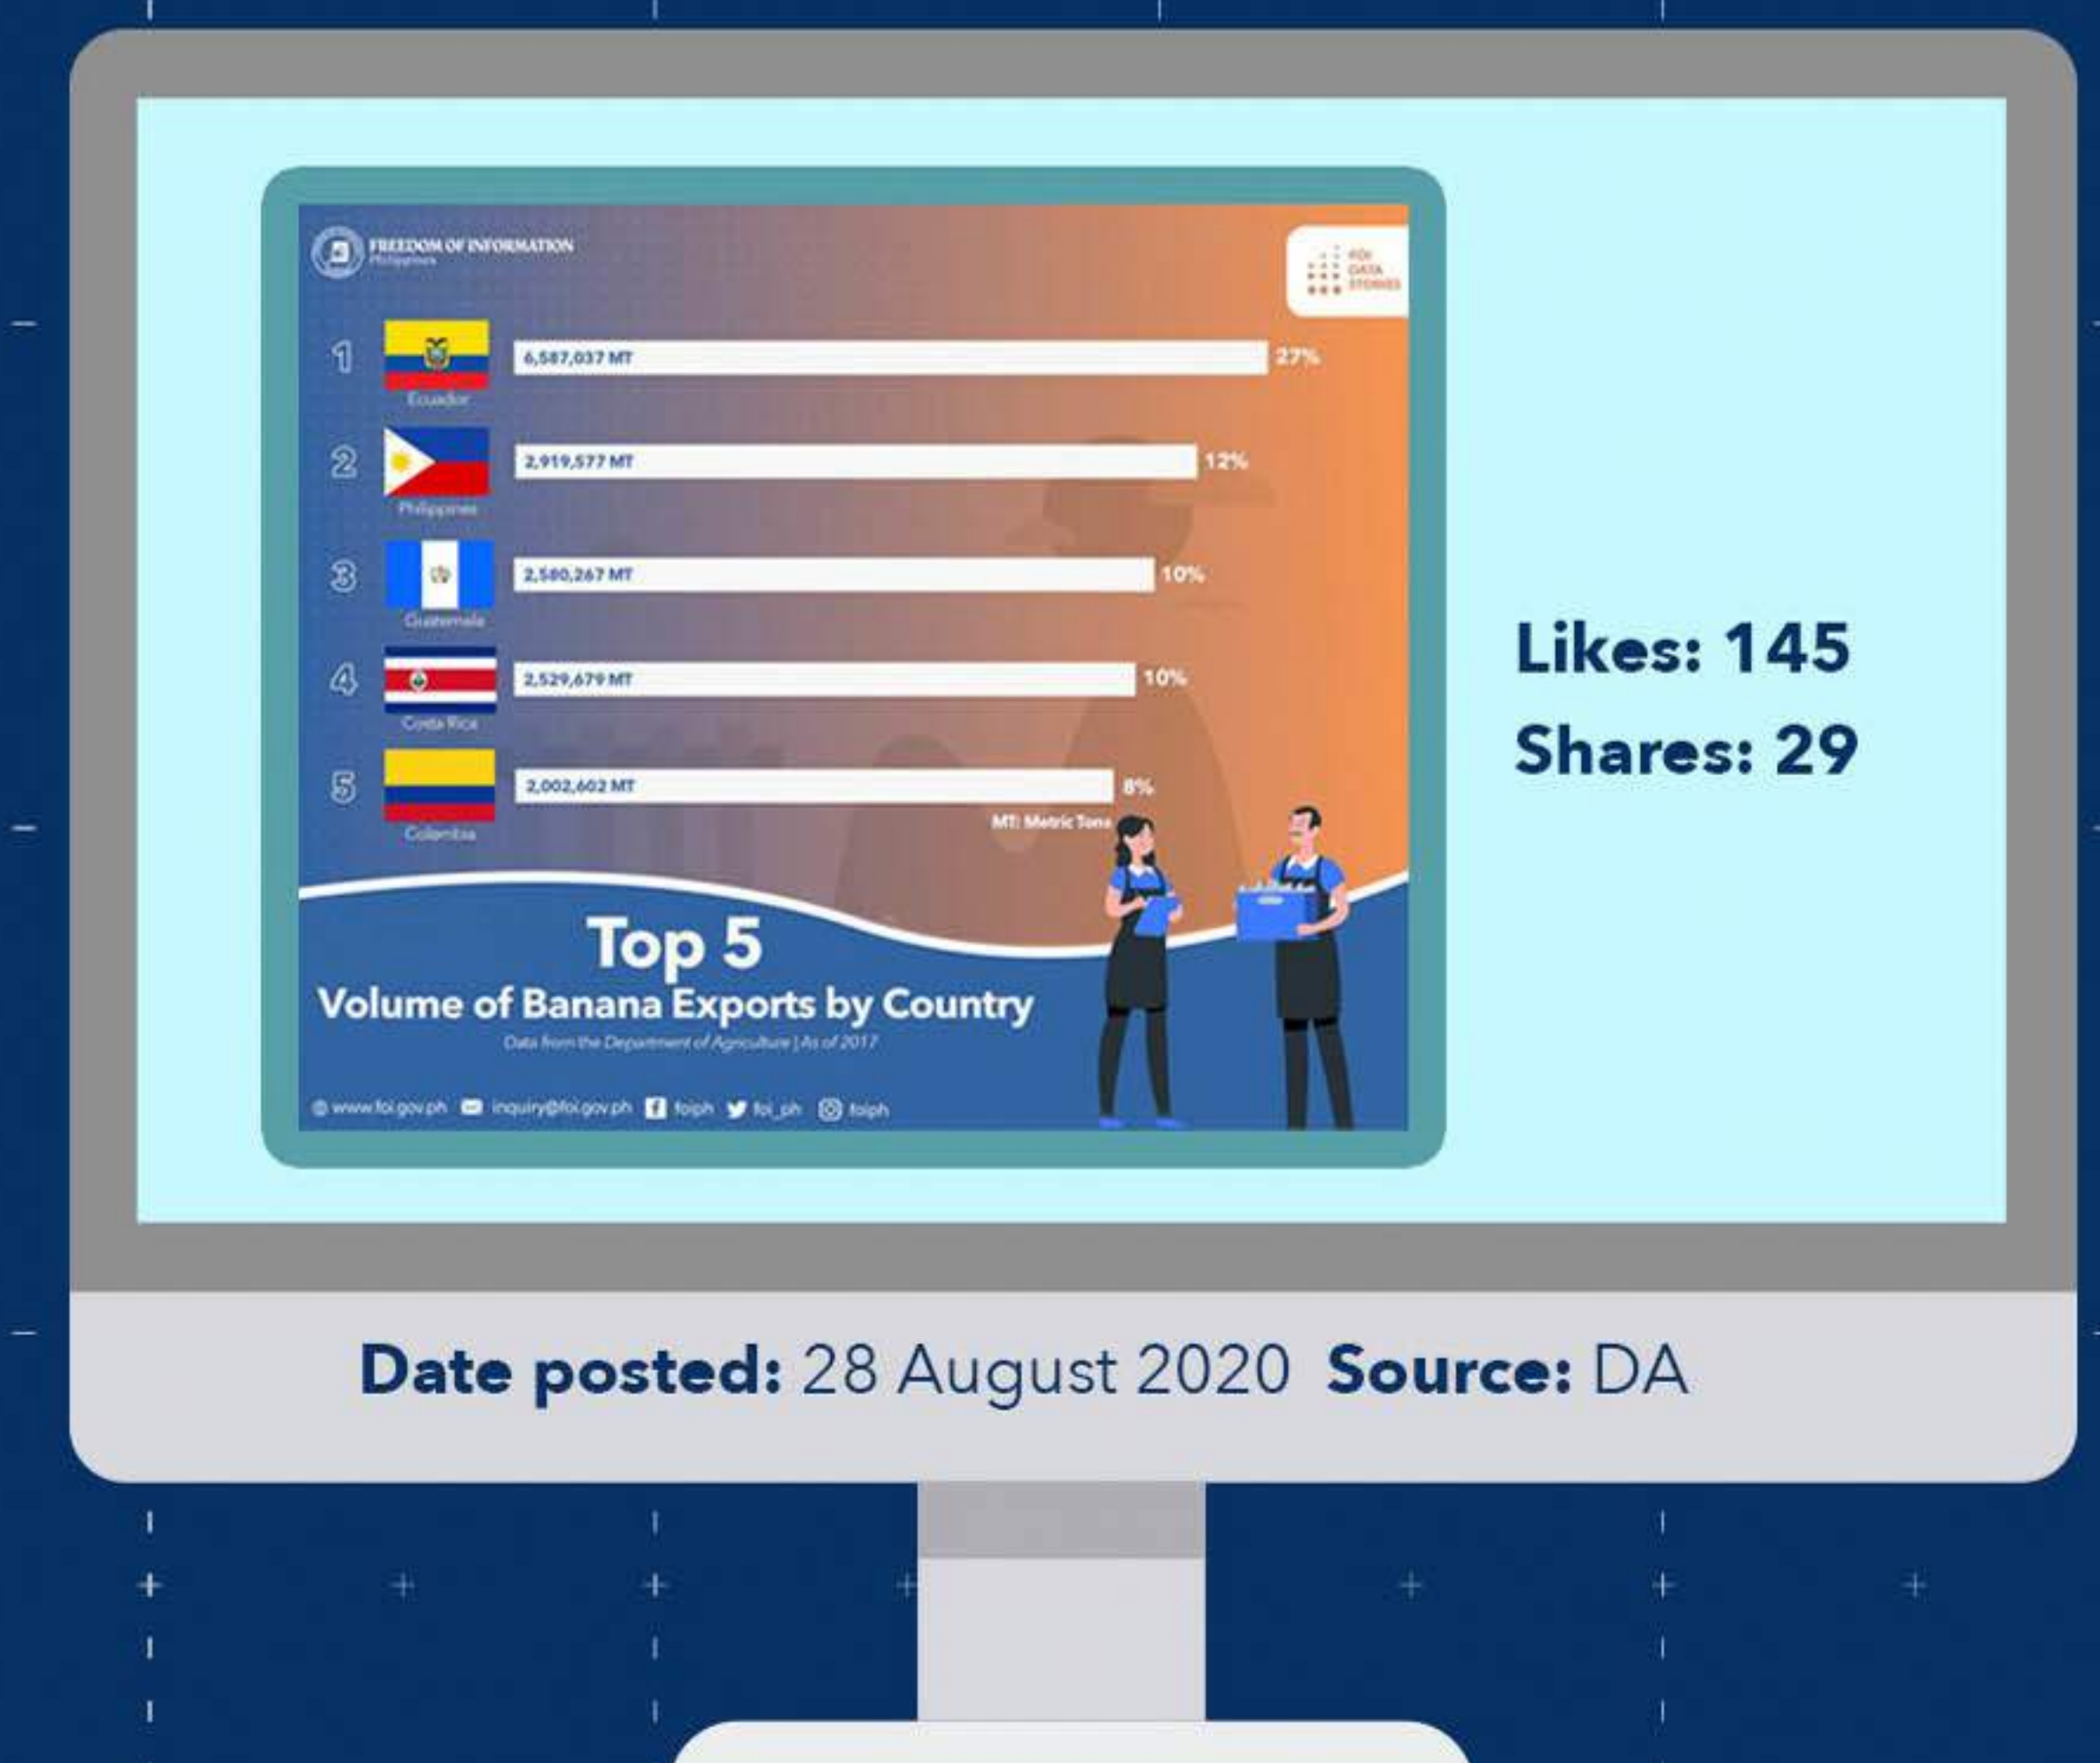 FREEDOM OF INFORMATION
Philippines
FOI
DATA
STORIES
1
6,587,037 MT
27%
Ecuador
2
2,919,577 MT
12%
Philippines
3
2,580,267 MT
10%
Guatemala
4
2,529,679 MT
10%
Costa Rica
5
2,002,602 MT
8%
Colombia
MT: Metric Tons
Top 5
Volume of Banana Exports by Country
Data from the Department of Agriculture | As of 2017
www.foi.gov.ph inquiry@foi.gov.ph foiph foi_ph foiph
Likes: 145
Shares: 29
Date posted: 28 August 2020 Source: DA